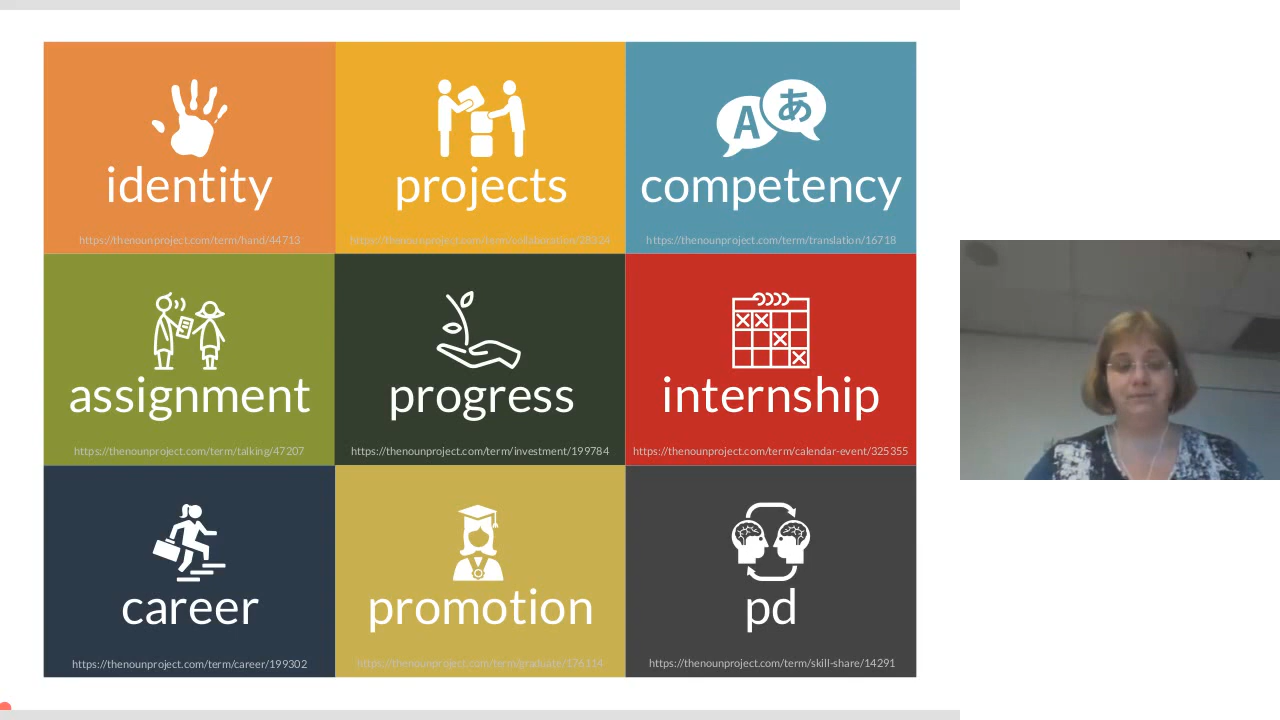 A あ
identity
projects
competency
https://thenounproject.com/term/hand/44713
https://thenounproject.com/term/collaboration/28324
https://thenounproject.com/term/translation/16718
assignment
progress
internship
https://thenounproject.com/term/talking/47207
https://thenounproject.com/term/investment/199784
https://thenounproject.com/term/calendar-event/325355
career
promotion
pd
https://thenounproject.com/term/career/199302
https://thenounproject.com/term/graduate/176114
https://thenounproject.com/term/skill-share/14291